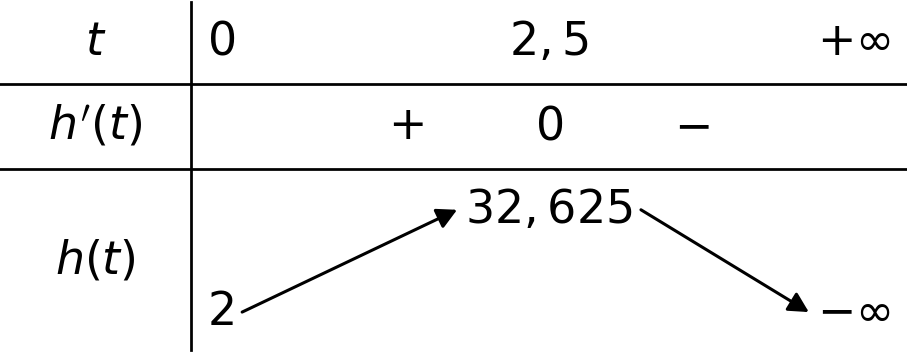 t 0 2,5 +∞
h′(t) + 0 −
32,625
h(t)
2 −∞